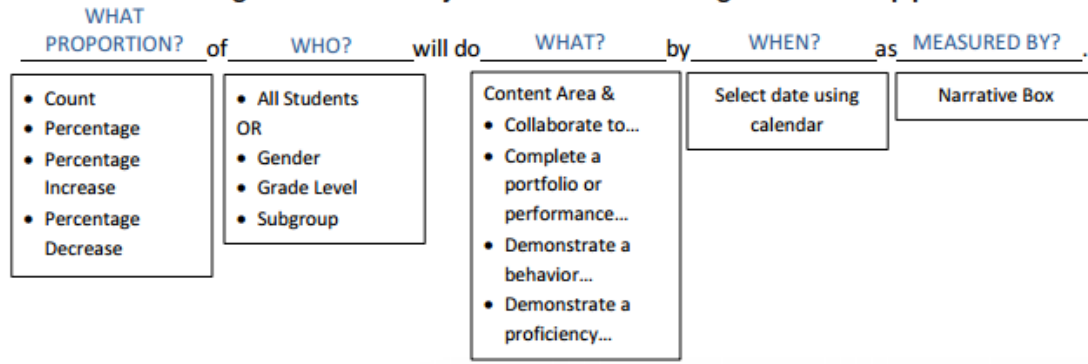 WHAT
PROPORTION? of WHO? will do WHAT? by WHEN? as MEASURED BY? .
• Count
• Percentage
• Percentage
Increase
• Percentage
Decrease
• All Students
OR
• Gender
• Grade Level
• Subgroup
Content Area &
• Collaborate to…
• Complete a
portfolio or
performance…
• Demonstrate a
behavior…
• Demonstrate a
proficiency…
Select date using
calendar
Narrative Box